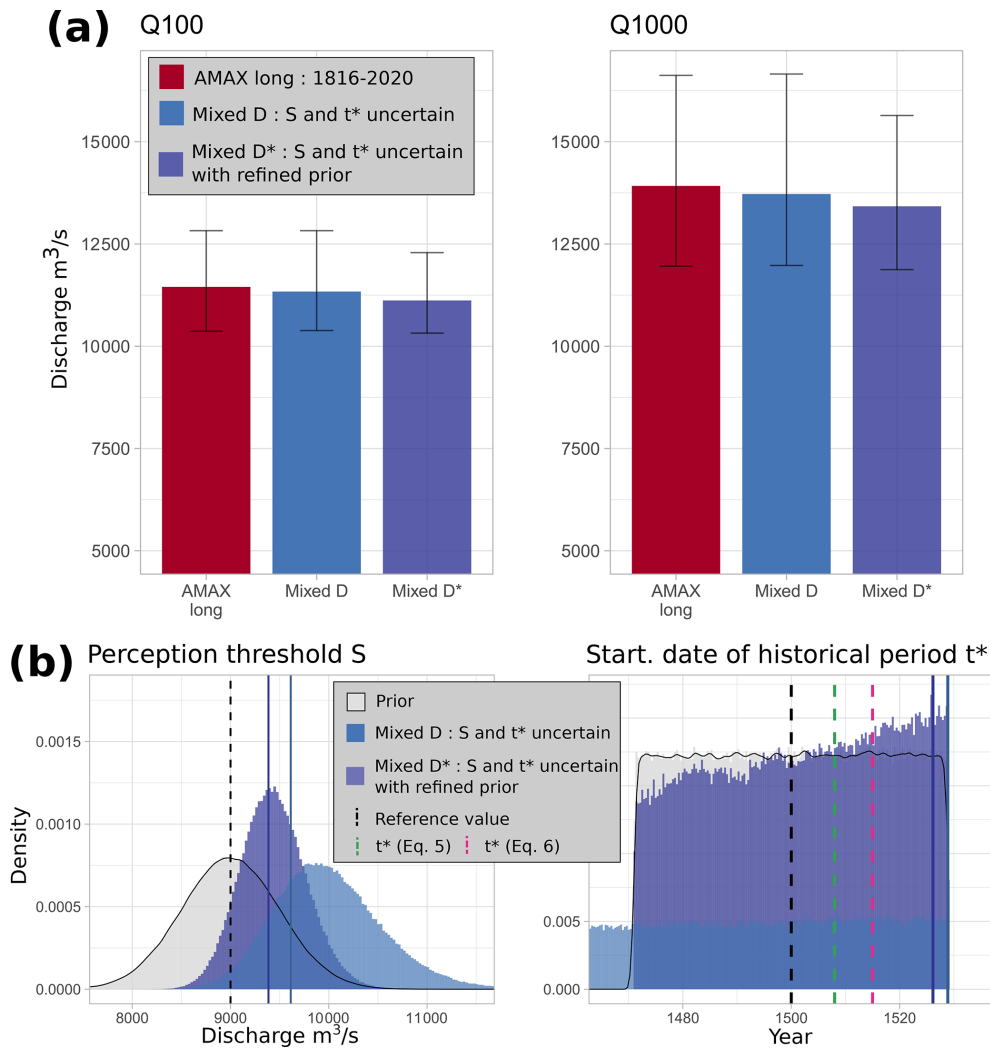 (a) Q100 Q1000
AMAX long : 1816-2020
Mixed D : S and t* uncertain
Mixed D* : S and t* uncertain
with refined prior
Discharge m³/s
15000
12500
10000
7500
5000
AMAX
long
Mixed D
Mixed D*
15000
12500
10000
7500
5000
AMAX
long
Mixed D
Mixed D*
(b) Perception threshold S
Start. date of historical period t*
Prior
Mixed D : S and t* uncertain
Mixed D* : S and t* uncertain
with refined prior
Reference value
t* (Eq. 5) t* (Eq. 6)
Density
0.0015
0.0010
0.0005
0.0000
8000 9000 10000 11000
Discharge m³/s
0.005
0.000
1480 1500 1520
Year